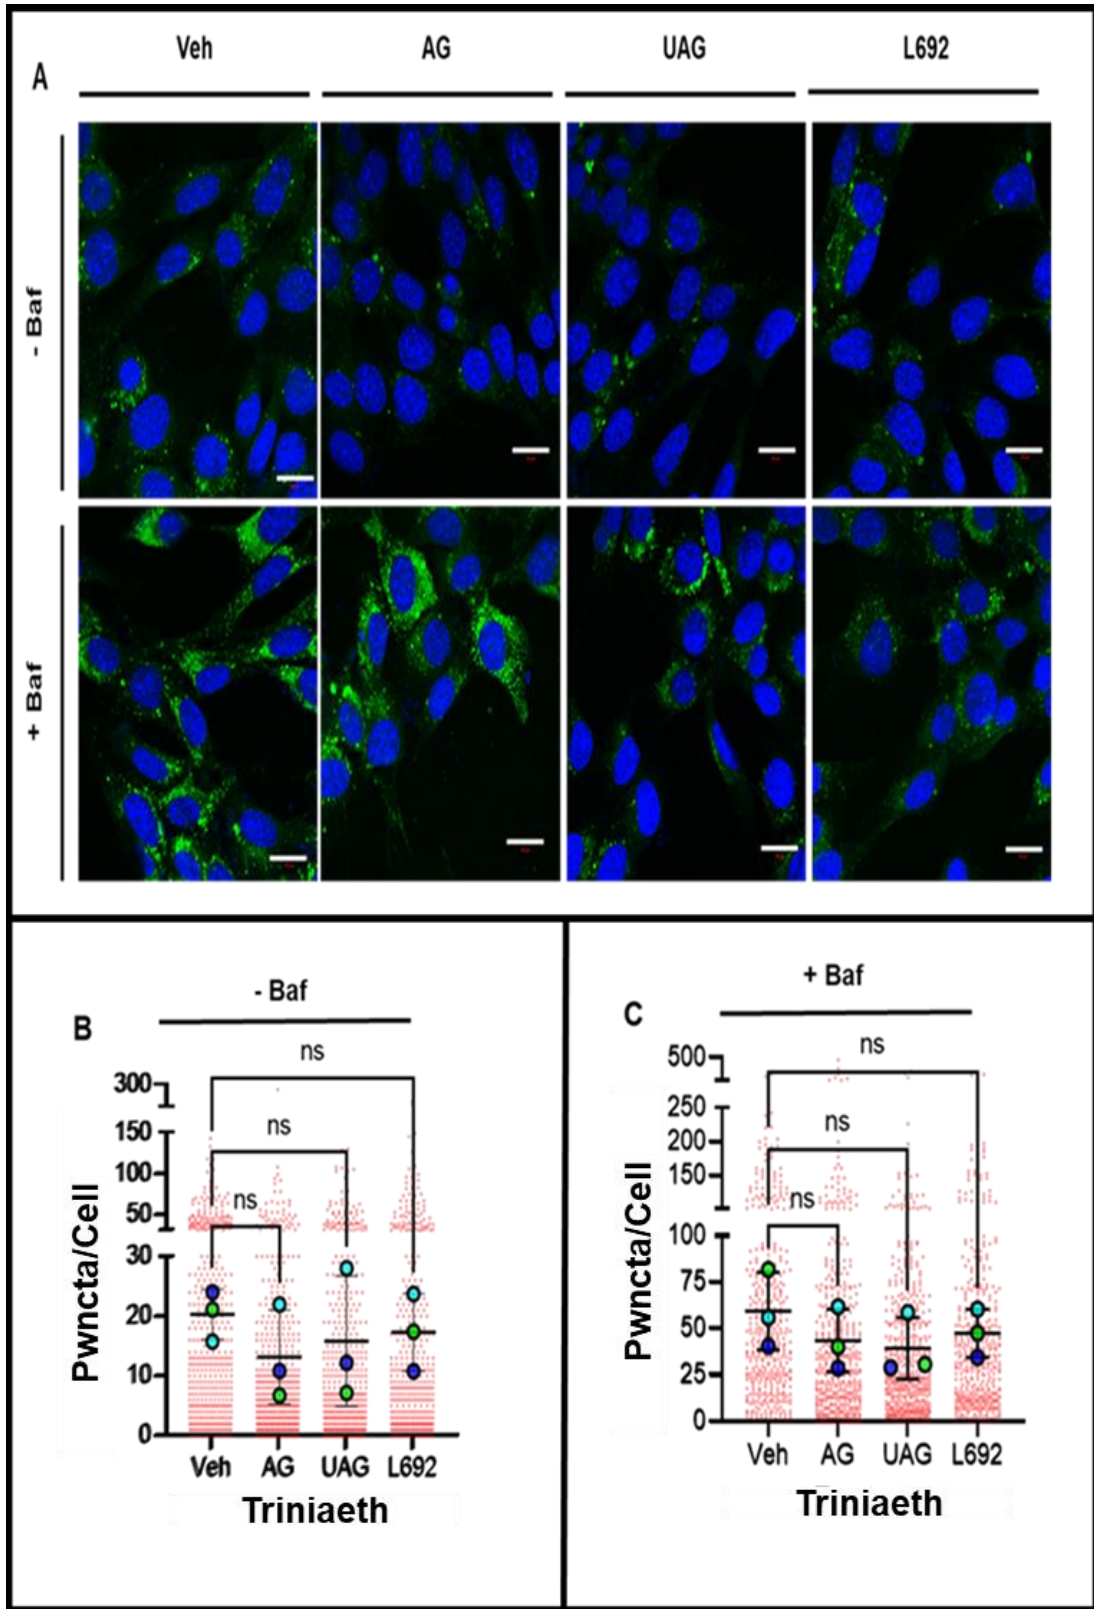 Veh AG UAG L692
A
- Baf
+ Baf
- Baf
B
ns
ns
ns
300
150
100
50
30
20
10
0
Pwncta/Cell
Veh AG UAG L692
Triniaeth
+ Baf
C
ns
ns
ns
500
250
200
150
100
75
50
25
0
Pwncta/Cell
Veh AG UAG L692
Triniaeth